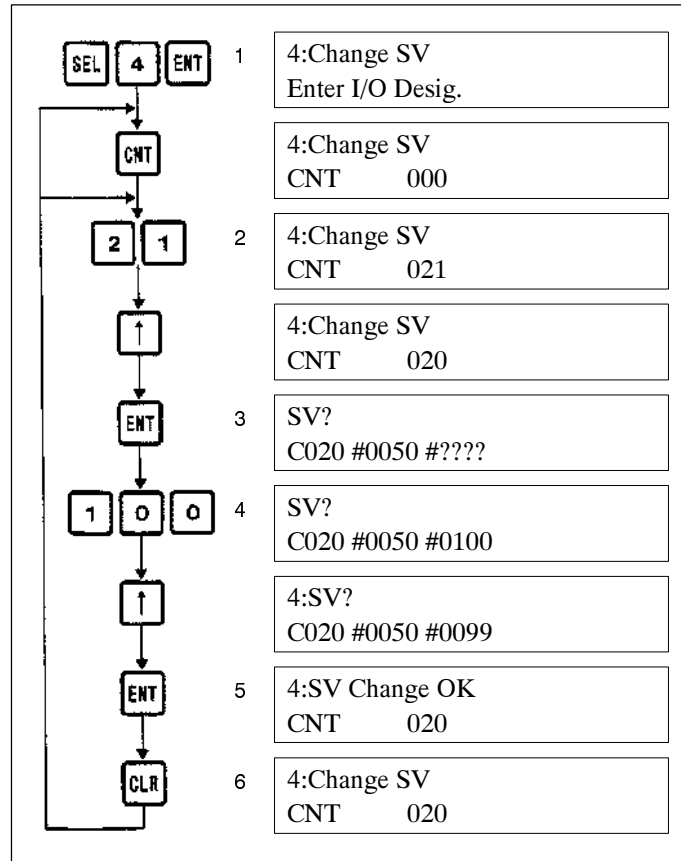 SEL 4 ENT 1
4:Change SV
Enter I/O Desig.
CNT
4:Change SV
CNT 000
2 1 2
4:Change SV
CNT 021
↑
4:Change SV
CNT 020
ENT 3
SV?
C020 #0050 #????
1 0 0 4
SV?
C020 #0050 #0100
↑
4:SV?
C020 #0050 #0099
ENT 5
4:SV Change OK
CNT 020
CLR 6
4:Change SV
CNT 020